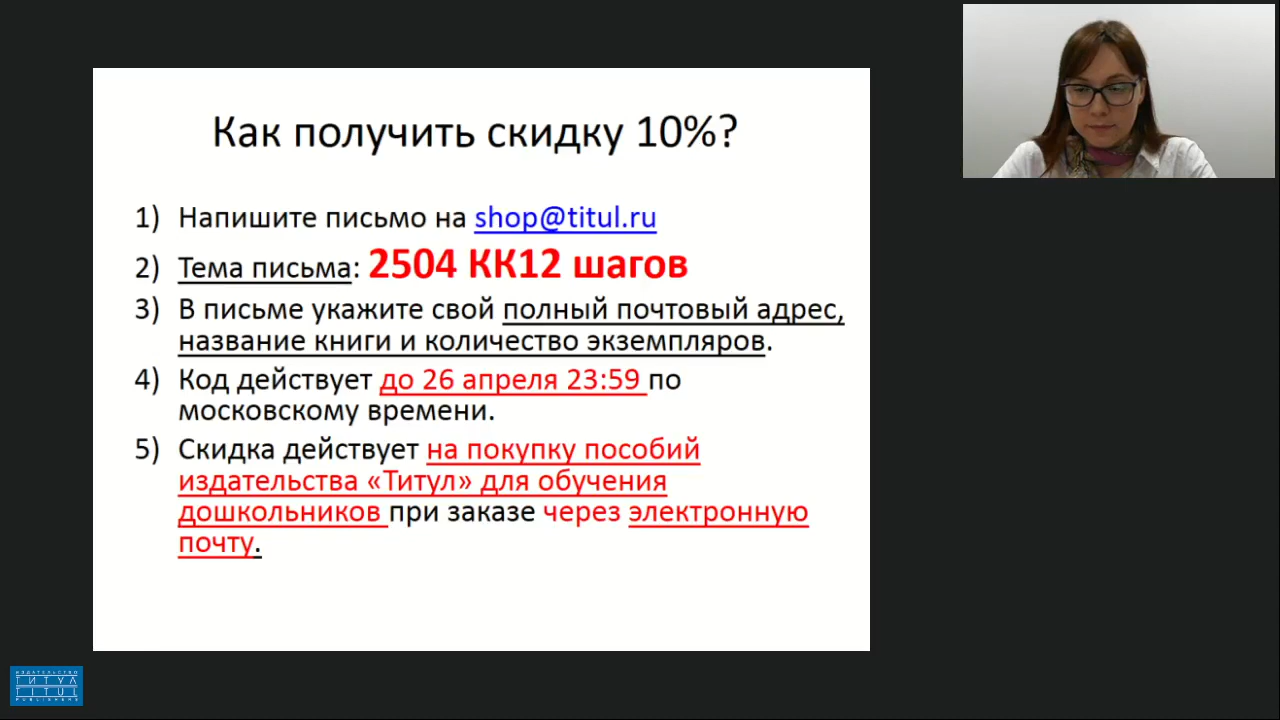 Как получить скидку 10%?
1) Напишите письмо на shop@titul.ru
2) Тема письма: 2504 КК12 шагов
3) В письме укажите свой полный почтовый адрес,
название книги и количество экземпляров.
4) Код действует до 26 апреля 23:59 по
московскому времени.
5) Скидка действует на покупку пособий
издательства «Титул» для обучения
дошкольников при заказе через электронную
почту.
ИЗДАТЕЛЬСТВО
ТИТУЛ
TITUL
PUBLISHERS